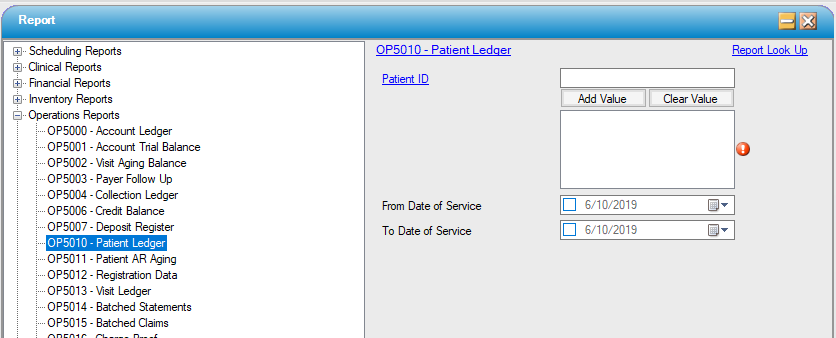 Report
Scheduling Reports
Clinical Reports
Financial Reports
Inventory Reports
Operations Reports
OP5000 - Account Ledger
OP5001 - Account Trial Balance
OP5002 - Visit Aging Balance
OP5003 - Payer Follow Up
OP5004 - Collection Ledger
OP5006 - Credit Balance
OP5007 - Deposit Register
OP5010 - Patient Ledger
OP5011 - Patient AR Aging
OP5012 - Registration Data
OP5013 - Visit Ledger
OP5014 - Batched Statements
OP5015 - Batched Claims
OP5016 - Charge Proof
OP5010 - Patient Ledger Report Look Up
Patient ID
Add Value Clear Value
From Date of Service 6/10/2019
To Date of Service 6/10/2019